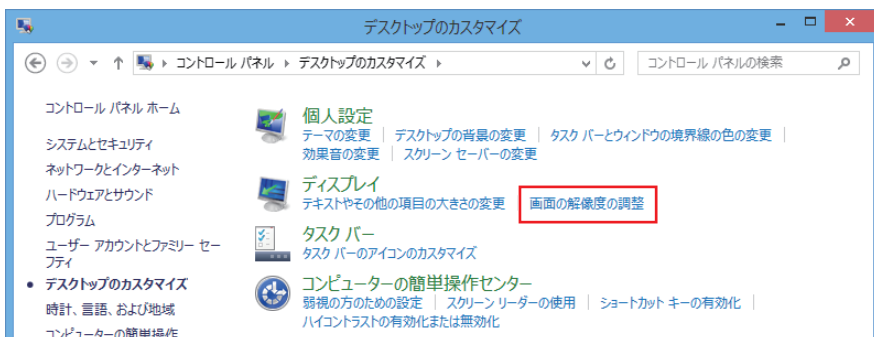 デスクトップのカスタマイズ
コントロール パネル デスクトップのカスタマイズ
コントロール パネルの検索
コントロール パネル ホーム
システムとセキュリティ
ネットワークとインターネット
ハードウェアとサウンド
プログラム
ユーザー アカウントとファミリー セー
フティ
デスクトップのカスタマイズ
時計、言語、および地域
コンピューターの簡単操作
個人設定
テーマの変更 デスクトップの背景の変更 タスク バーとウィンドウの境界線の色の変更
効果音の変更 スクリーン セーバーの変更
ディスプレイ
テキストやその他の項目の大きさの変更 画面の解像度の調整
タスク バー
タスク バーのアイコンのカスタマイズ
コンピューターの簡単操作センター
弱視の方のための設定 スクリーン リーダーの使用 ショートカット キーの有効化
ハイコントラストの有効化または無効化